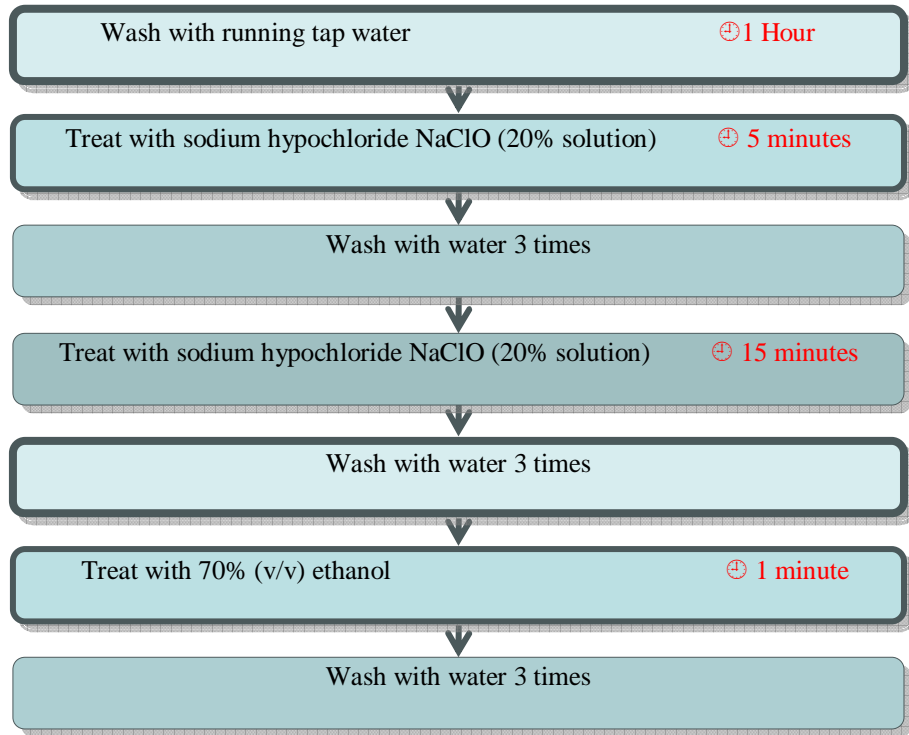 Wash with running tap water 🕘1 Hour
Treat with sodium hypochloride NaClO (20% solution) 🕘 5 minutes
Wash with water 3 times
Treat with sodium hypochloride NaClO (20% solution) 🕘 15 minutes
Wash with water 3 times
Treat with 70% (v/v) ethanol 🕘 1 minute
Wash with water 3 times